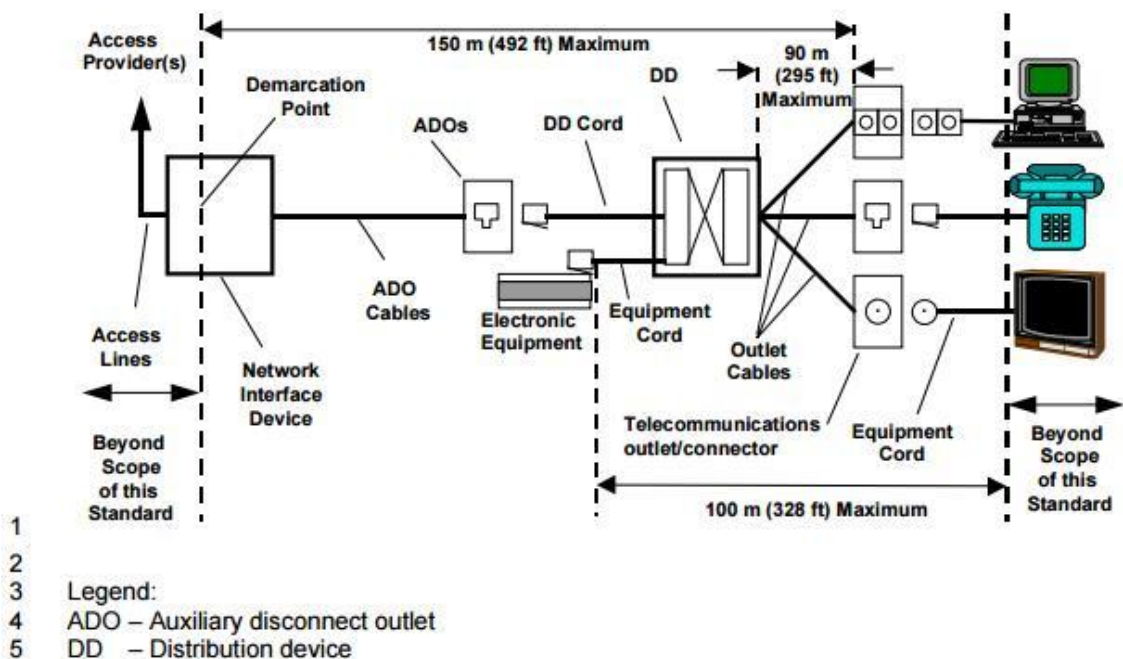 Access
Provider(s)
150 m (492 ft) Maximum
90 m
(295 ft)
Maximum
Demarcation
Point
ADOs
DD Cord
DD
ADO
Cables
Electronic
Equipment
Equipment
Cord
Outlet
Cables
Access
Lines
Network
Interface
Device
Telecommunications
outlet/connector
Equipment
Cord
Beyond
Scope
of this
Standard
Beyond
Scope
of this
Standard
100 m (328 ft) Maximum
1
2
3 Legend:
4 ADO – Auxiliary disconnect outlet
5 DD – Distribution device